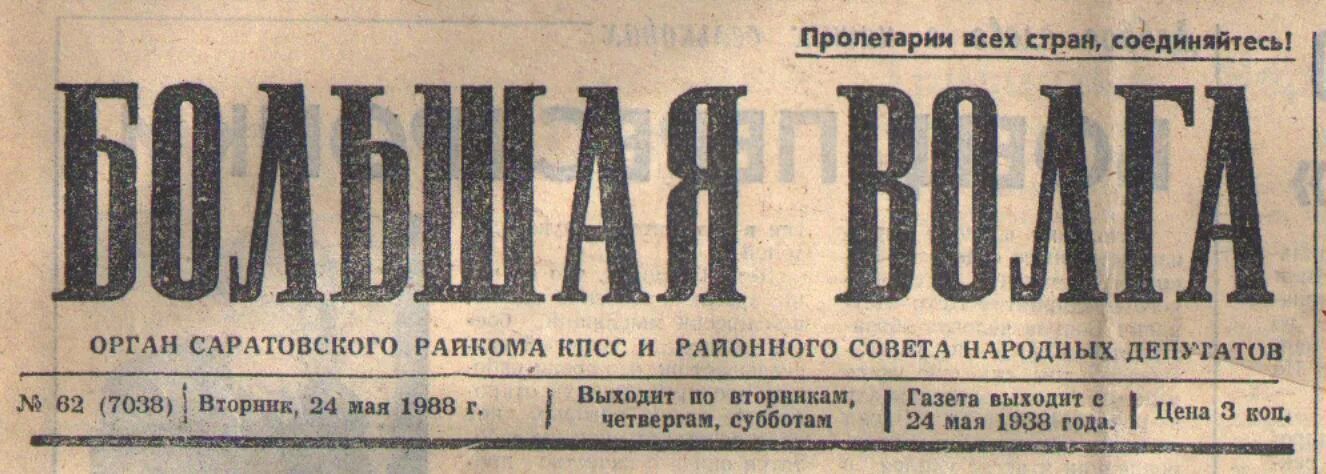 Пролетарии всех стран, соединяйтесь!
БОЛЬШАЯ ВОЛГА
ОРГАН САРАТОВСКОГО РАЙКОМА КПСС И РАЙОННОГО СОВЕТА НАРОДНЫХ ДЕПУТАТОВ
№ 62 (7038)
Вторник, 24 мая 1988 г.
Выходит по вторникам,
четвергам, субботам
Газета выходит с
24 мая 1938 года.
Цена 3 коп.